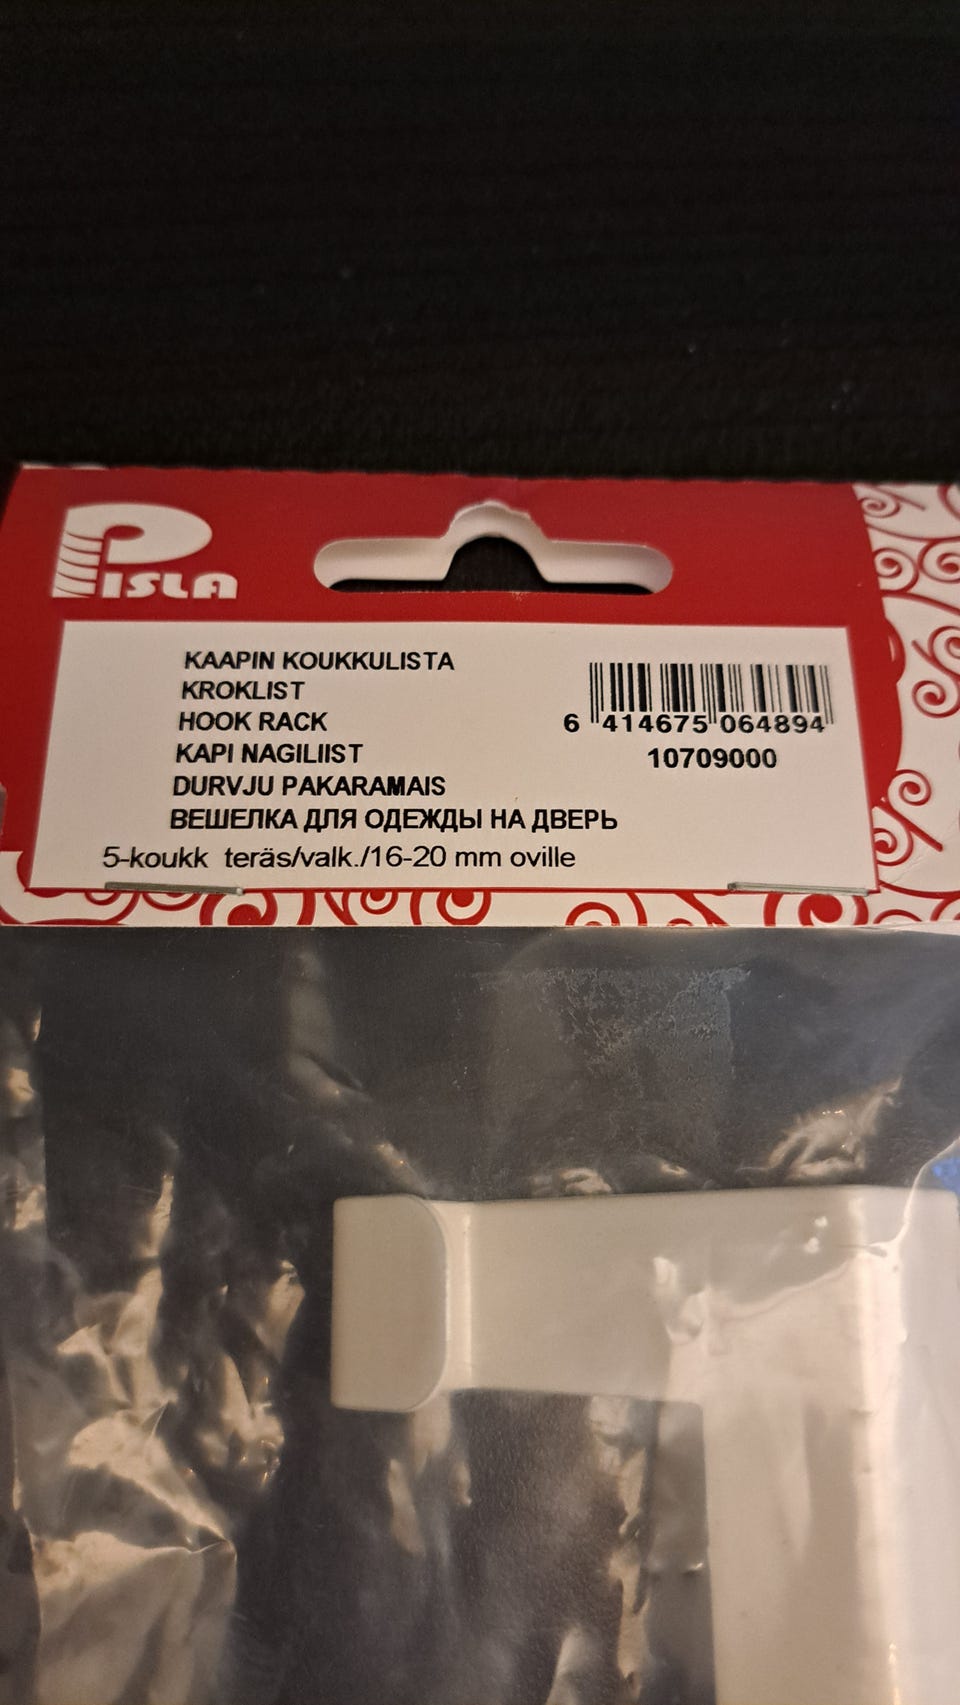 PISLA
KAAPIN KOUKKULISTA
KROKLIST
HOOK RACK
KAPI NAGILIIST
DURVJU PAKARAMAIS
ВЕШЕЛКА ДЛЯ ОДЕЖДЫ НА ДВЕРЬ
5-koukk teräs/valk./16-20 mm oville
6 414675 064894
10709000